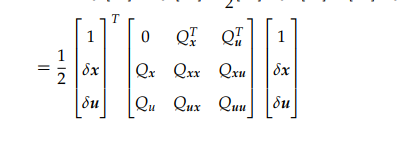 = 1/2 [1 δx δu]^T [0 Q_x^T Q_u^T; Q_x Q_xx Q_xu; Q_u Q_ux Q_uu] [1 δx δu]